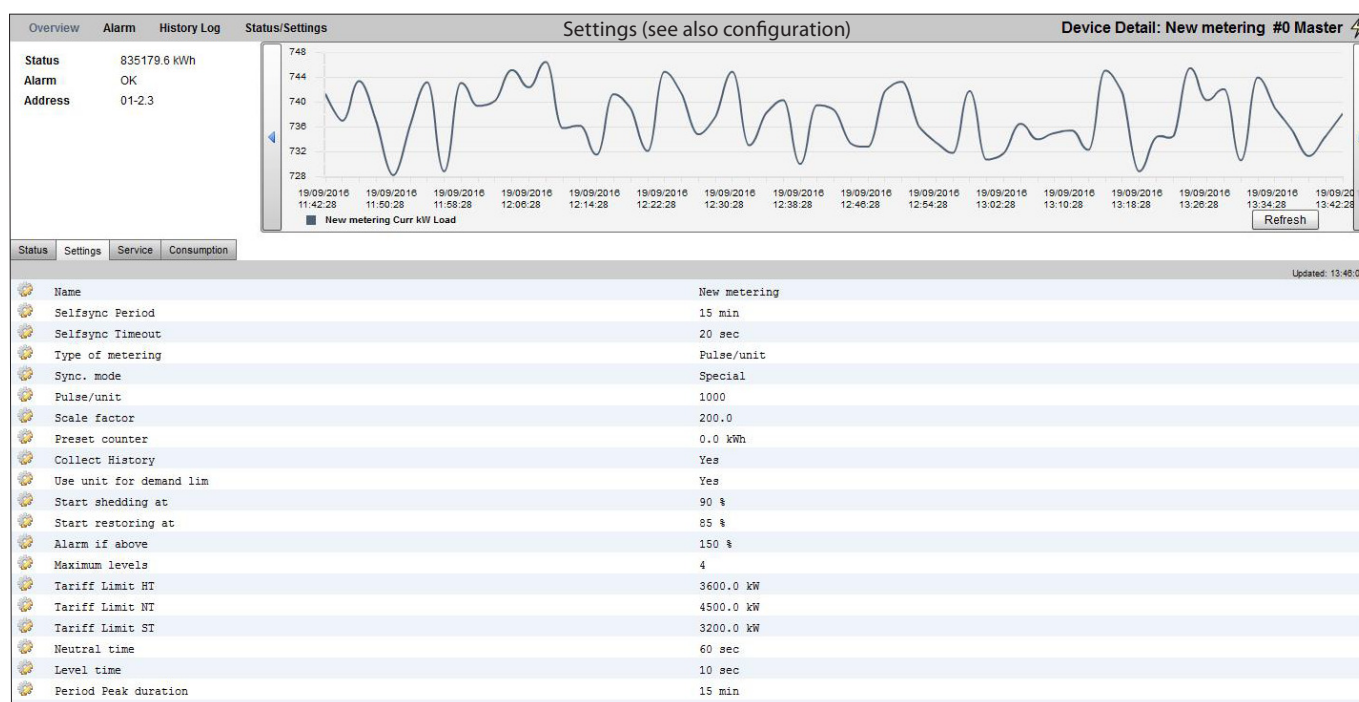 Overview Alarm History Log Status/Settings Settings (see also configuration) Device Detail: New metering #0 Master
Status 835179.6 kWh
Alarm OK
Address 01-2.3
748
744
740
736
732
728
19/09/2016 19/09/2016 19/09/2016 19/09/2016 19/09/2016 19/09/2016 19/09/2016 19/09/2016 19/09/2016 19/09/2016 19/09/2016 19/09/2016 19/09/2016 19/09/2016 19/09/2016 19/09/20
11:42:28 11:50:28 11:58:28 12:06:28 12:14:28 12:22:28 12:30:28 12:38:28 12:46:28 12:54:28 13:02:28 13:10:28 13:18:28 13:26:28 13:34:28 13:42:28
New metering Curr kW Load
Refresh
Status Settings Service Consumption
Updated: 13:46:0
Name New metering
Selfsync Period 15 min
Selfsync Timeout 20 sec
Type of metering Pulse/unit
Sync. mode Special
Pulse/unit 1000
Scale factor 200.0
Preset counter 0.0 kWh
Collect History Yes
Use unit for demand lim Yes
Start shedding at 90 %
Start restoring at 85 %
Alarm if above 150 %
Maximum levels 4
Tariff Limit HT 3600.0 kW
Tariff Limit NT 4500.0 kW
Tariff Limit ST 3200.0 kW
Neutral time 60 sec
Level time 10 sec
Period Peak duration 15 min